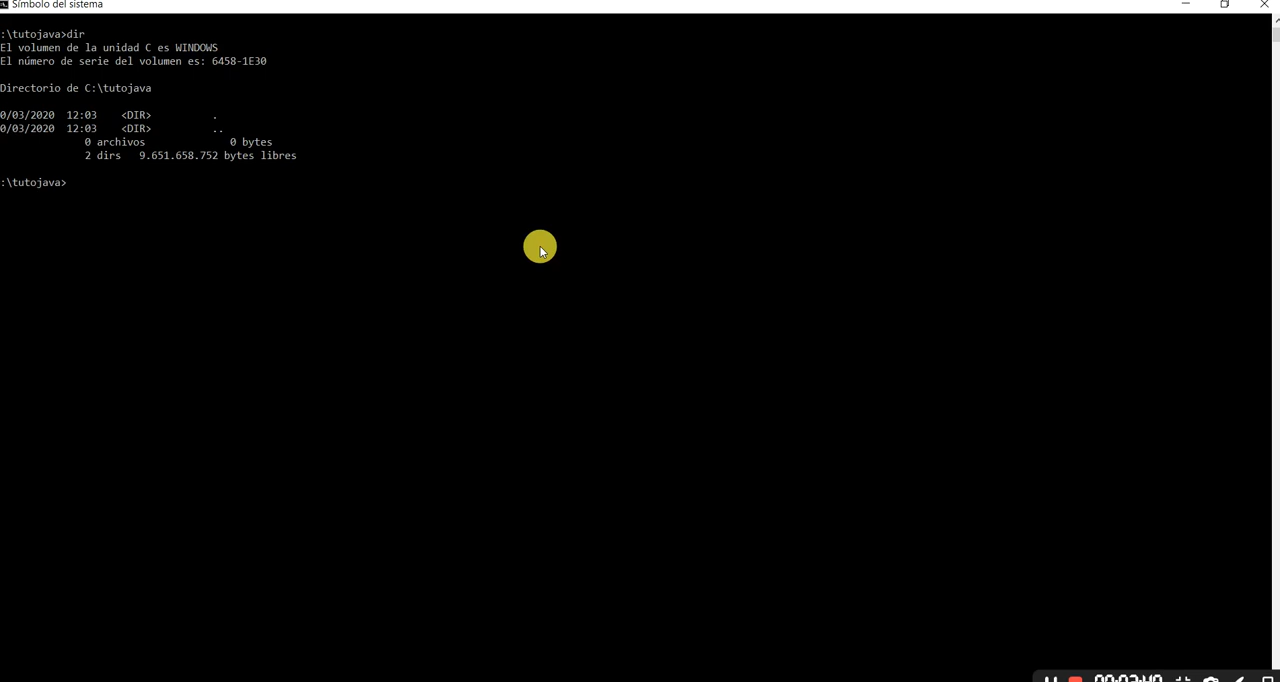 Símbolo del sistema
:\tutojava>dir
El volumen de la unidad C es WINDOWS
El número de serie del volumen es: 6458-1E30
Directorio de C:\tutojava
0/03/2020  12:03    <DIR>          .
0/03/2020  12:03    <DIR>          ..
0 archivos              0 bytes
2 dirs   9.651.658.752 bytes libres
:\tutojava>